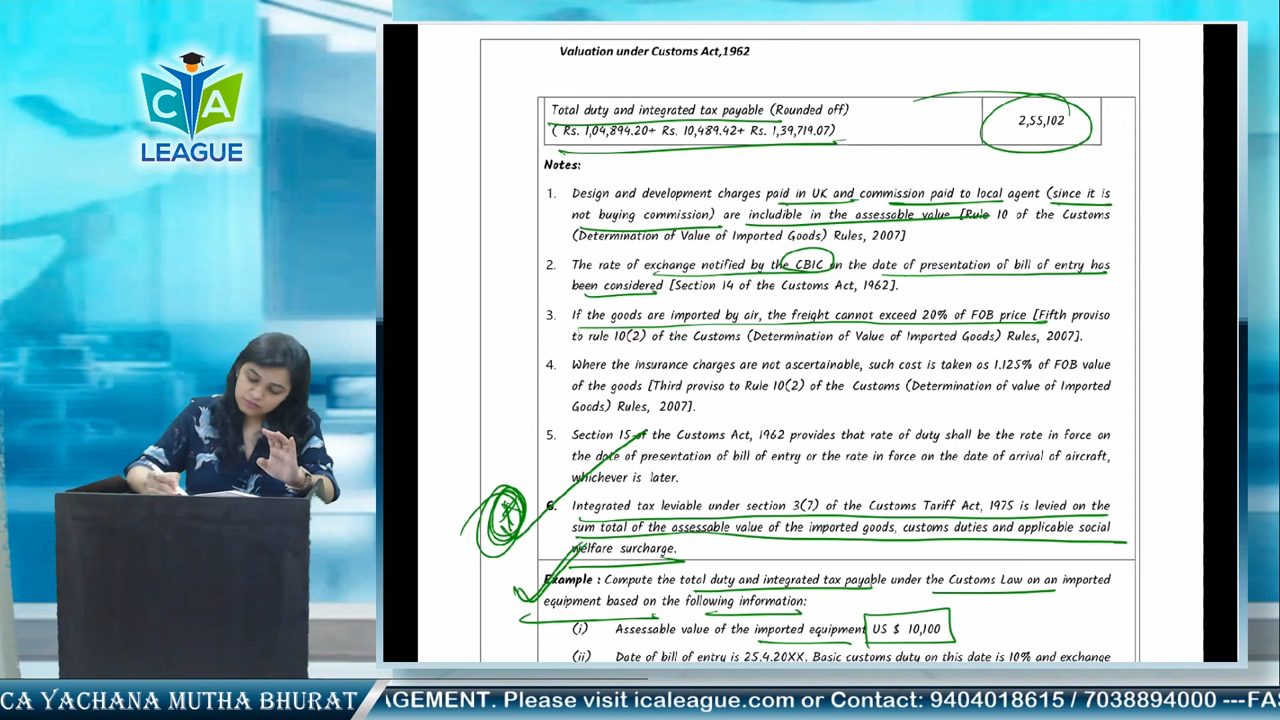 CA
LEAGUE
Valuation under Customs Act,1962
Total duty and integrated tax payable (Rounded off)
( Rs. 1,04,894.20+ Rs. 10,489.42+ Rs. 1,39,719.07)
2,55,102
Notes:
1. Design and development charges paid in UK and commission paid to local agent (since it is
not buying commission) are includible in the assessable value [Rule 10 of the Customs
(Determination of Value of Imported Goods) Rules, 2007]
2. The rate of exchange notified by the CBIC on the date of presentation of bill of entry has
been considered [Section 14 of the Customs Act, 1962].
3. If the goods are imported by air, the freight cannot exceed 20% of FOB price [Fifth proviso
to rule 10(2) of the Customs (Determination of Value of Imported Goods) Rules, 2007].
4. Where the insurance charges are not ascertainable, such cost is taken as 1.125% of FOB value
of the goods [Third proviso to Rule 10(2) of the Customs (Determination of value of Imported
Goods) Rules, 2007].
5. Section 15 of the Customs Act, 1962 provides that rate of duty shall be the rate in force on
the date of presentation of bill of entry or the rate in force on the date of arrival of aircraft,
whichever is later.
6. Integrated tax leviable under section 3(7) of the Customs Tariff Act, 1975 is levied on the
sum total of the assessable value of the imported goods, customs duties and applicable social
welfare surcharge.
Example : Compute the total duty and integrated tax payable under the Customs Law on an imported
equipment based on the following information:
(i) Assessable value of the imported equipment US $ 10,100
(ii) Date of bill of entry is 25.4.20XX. Basic customs duty on this date is 10% and exchange
CA YACHANA MUTHA BHURAT
AGEMENT. Please visit icaleague.com or Contact: 9404018615 / 7038894000 ---FAS